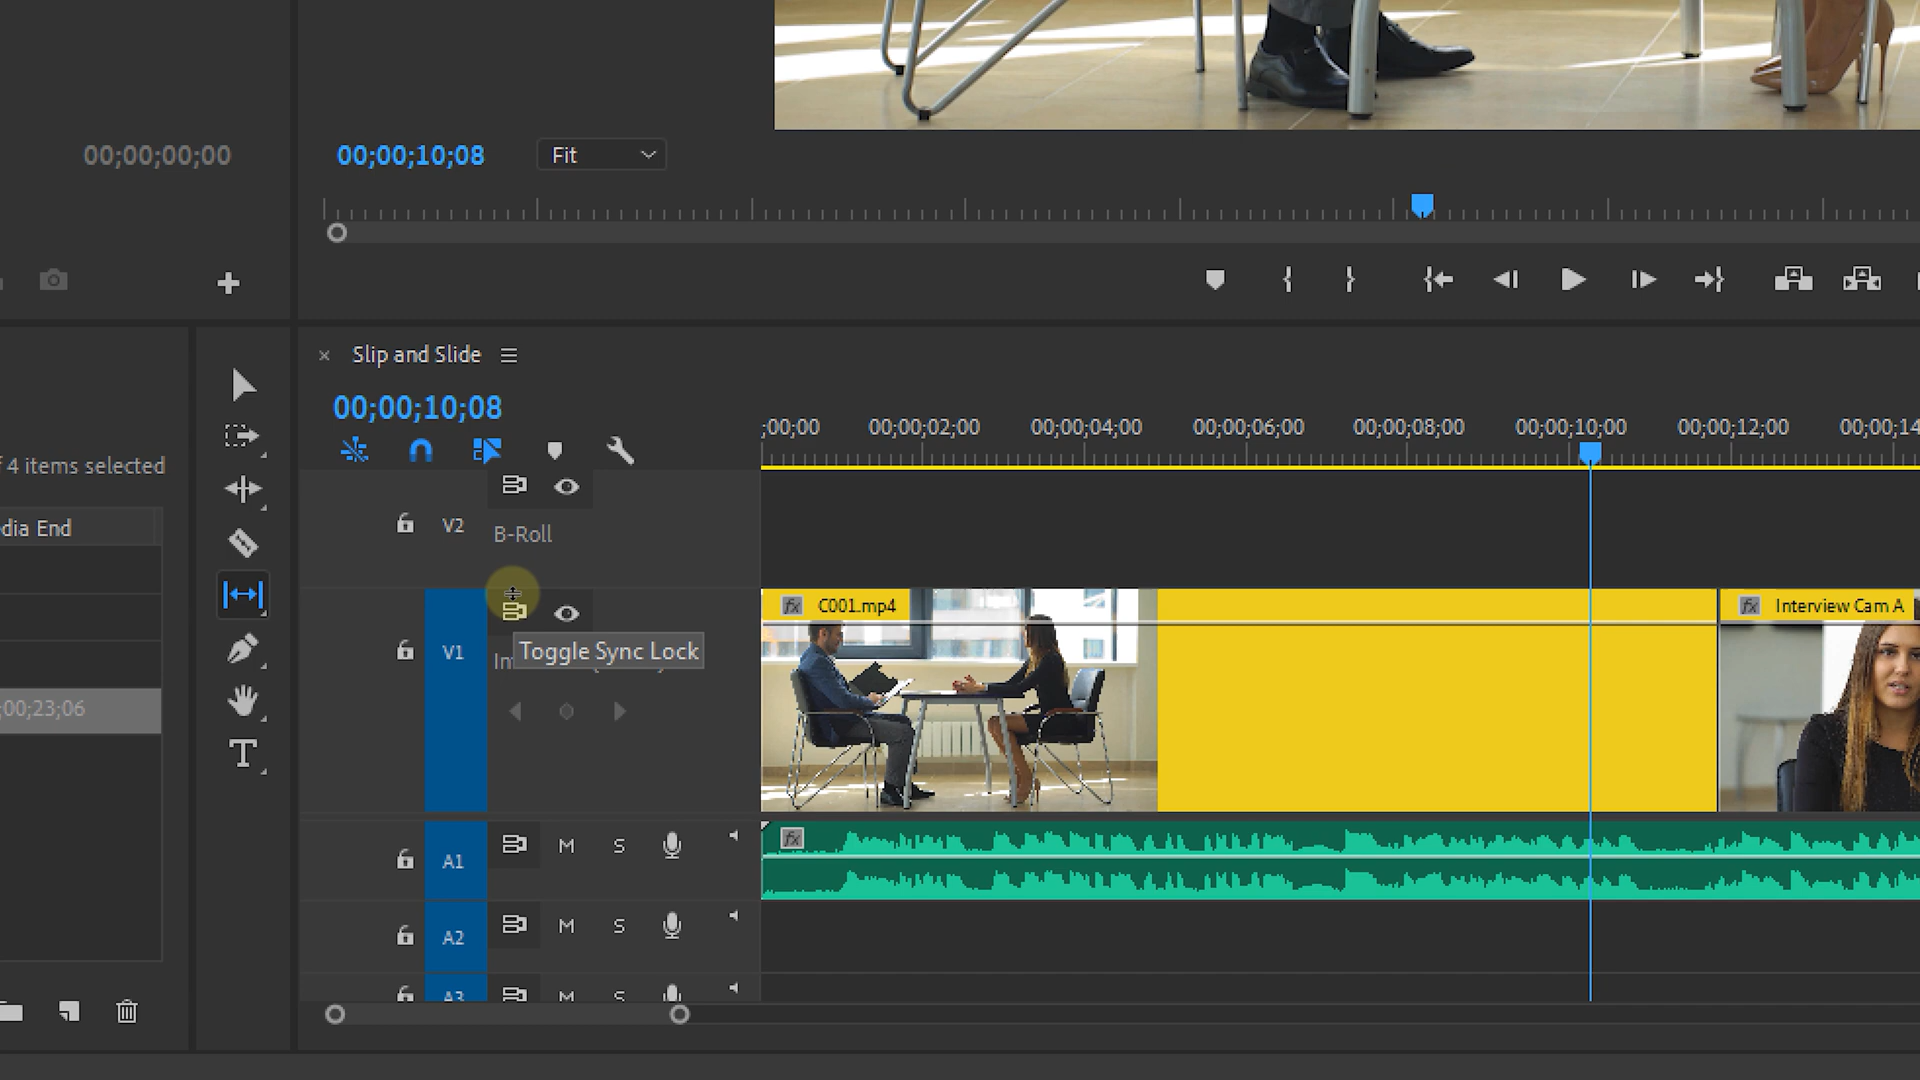 00;00;00;00
00;00;10;08
Fit
Slip and Slide
00;00;10;08
;00;00
00;00;02;00
00;00;04;00
00;00;06;00
00;00;08;00
00;00;10;00
00;00;12;00
00;00;14
4 items selected
dia End
V2
B-Roll
fx C001.mp4
fx Interview Cam A
V1
Toggle Sync Lock
;00;23;06
T
A1
M
S
fx
A2
M
S
A3
M
S